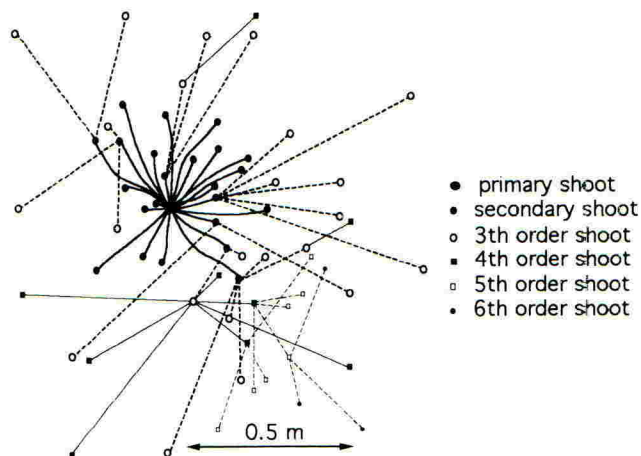 primary shoot
secondary shoot
3th order shoot
4th order shoot
5th order shoot
6th order shoot
0.5 m